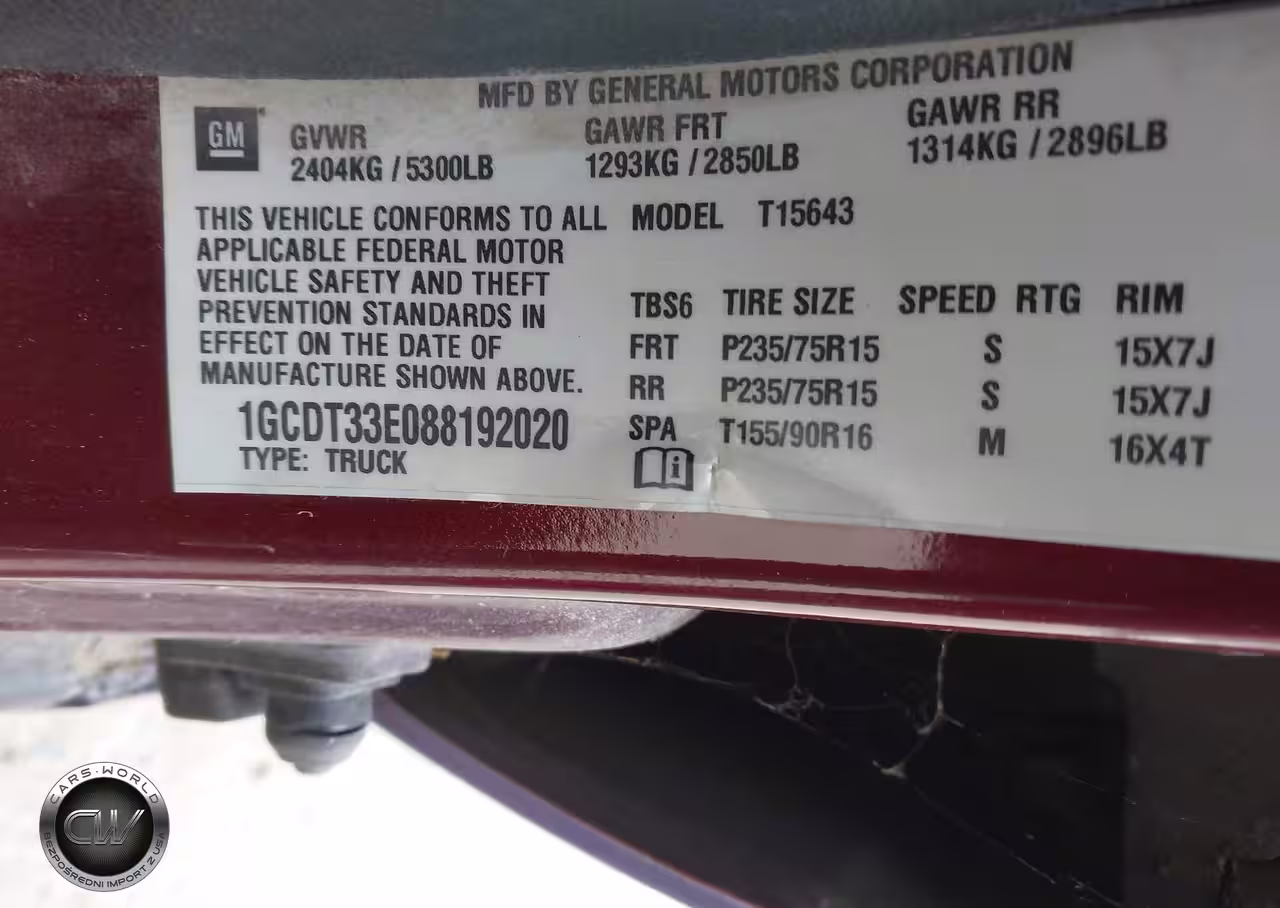 MFD BY GENERAL MOTORS CORPORATION
GM
GVWR GAWR FRT GAWR RR
2404KG / 5300LB 1293KG / 2850LB 1314KG / 2896LB
THIS VEHICLE CONFORMS TO ALL
APPLICABLE FEDERAL MOTOR
VEHICLE SAFETY AND THEFT
PREVENTION STANDARDS IN
EFFECT ON THE DATE OF
MANUFACTURE SHOWN ABOVE.
1GCDT33E088192020
TYPE: TRUCK
MODEL T15643
TBS6 TIRE SIZE SPEED RTG RIM
FRT P235/75R15 S 15X7J
RR P235/75R15 S 15X7J
SPA T155/90R16 M 16X4T
i
CARS·WORLD
CW
BEZPOŚREDNI IMPORT Z USA